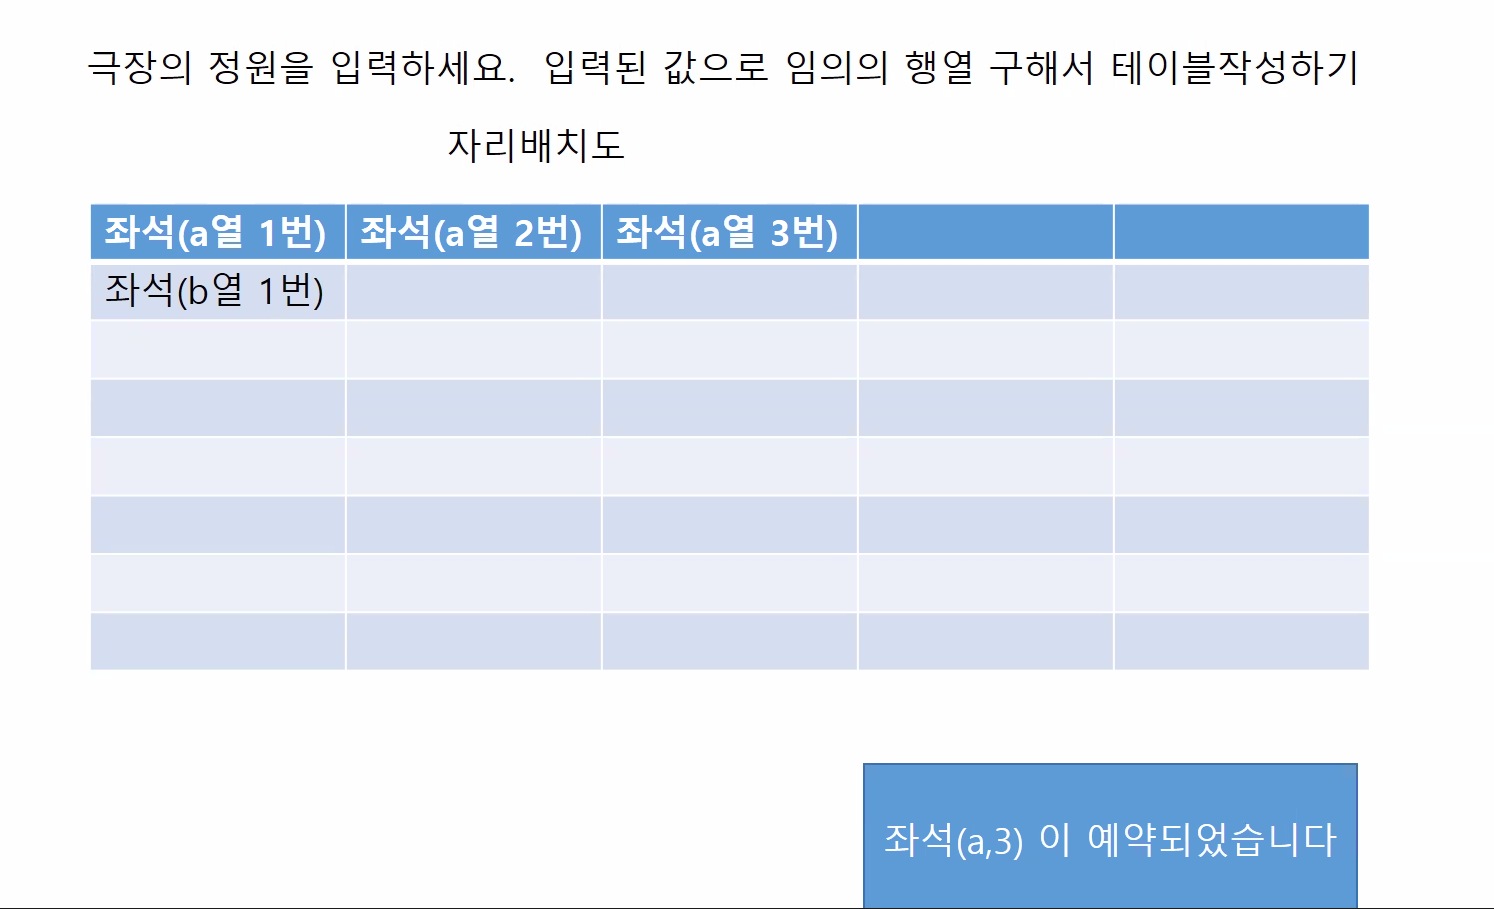 극장의 정원을 입력하세요. 입력된 값으로 임의의 행열 구해서 테이블작성하기
자리배치도
좌석(a열 1번) 좌석(a열 2번) 좌석(a열 3번)
좌석(b열 1번)
좌석(a,3) 이 예약되었습니다